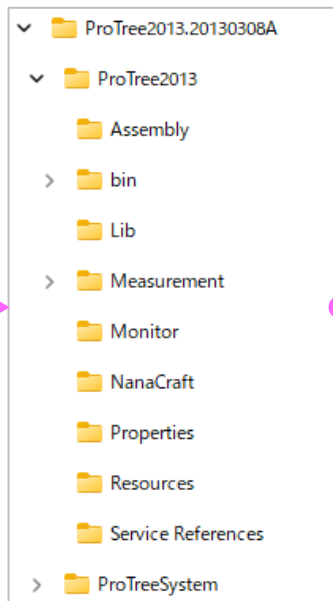 ProTree2013.20130308A
ProTree2013
Assembly
bin
Lib
Measurement
Monitor
NanaCraft
Properties
Resources
Service References
ProTreeSystem